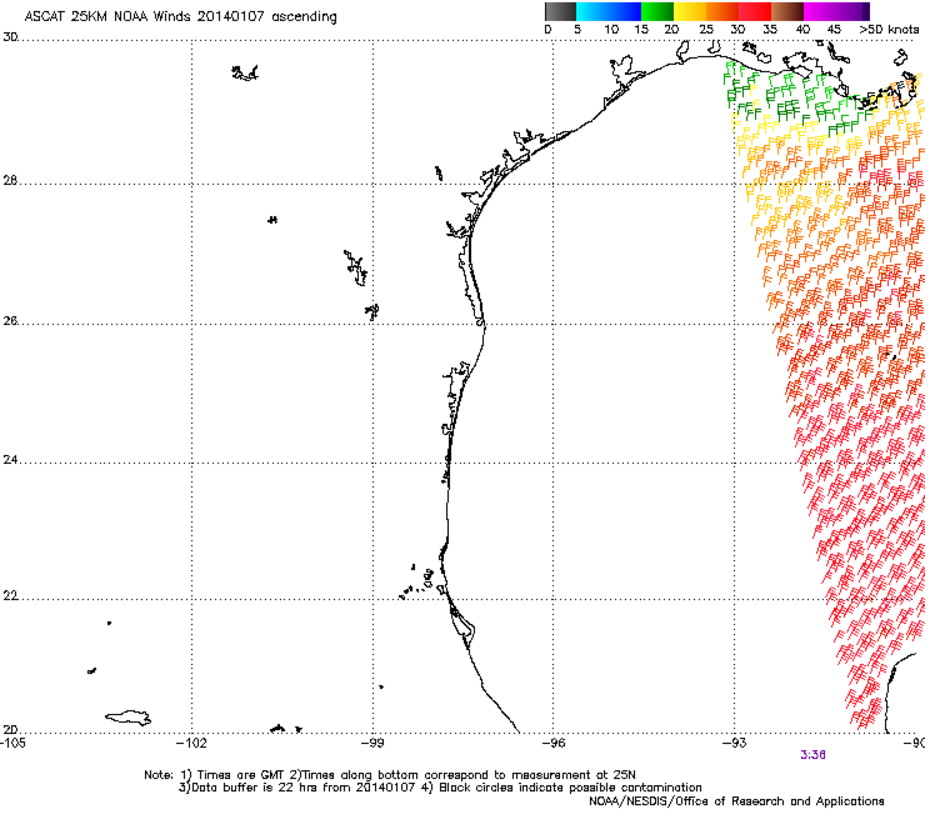 ASCAT 25KM NOAA Winds 20140107 ascending
0 5 10 15 20 25 30 35 40 45 >50 knots
30
28
26
24
22
20
-105 -102 -99 -96 -93 -90
3:36
Note: 1) Times are GMT 2)Times along bottom correspond to measurement at 25N
3)Data buffer is 22 hrs from 20140107 4) Black circles indicate possible contamination
NOAA/NESDIS/Office of Research and Applications